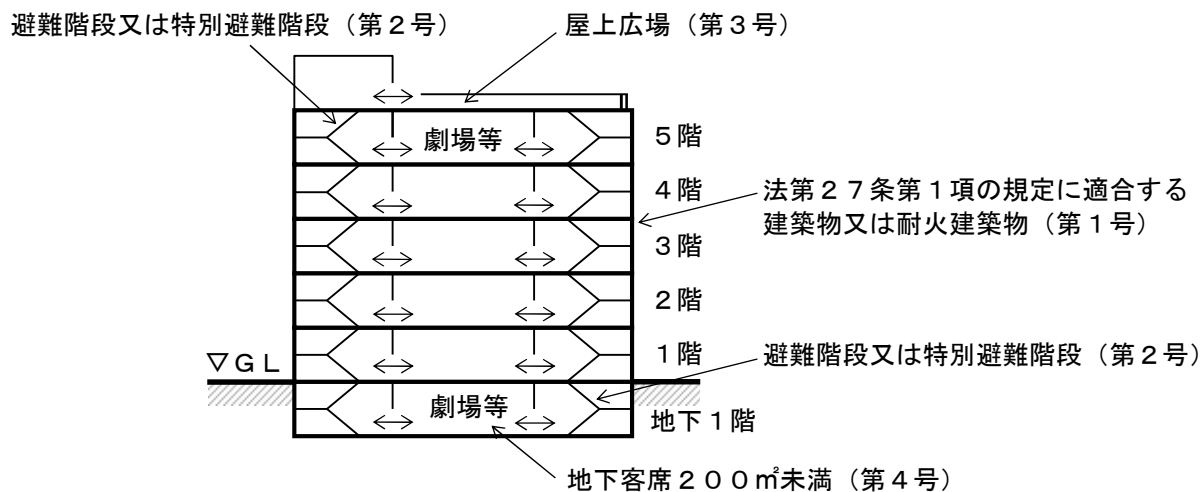 避難階段又は特別避難階段（第２号）
屋上広場（第３号）
劇場等
５階
４階
法第２７条第１項の規定に適合する
建築物又は耐火建築物（第１号）
３階
２階
１階
避難階段又は特別避難階段（第２号）
▽ＧＬ
劇場等
地下１階
地下客席２００㎡未満（第４号）